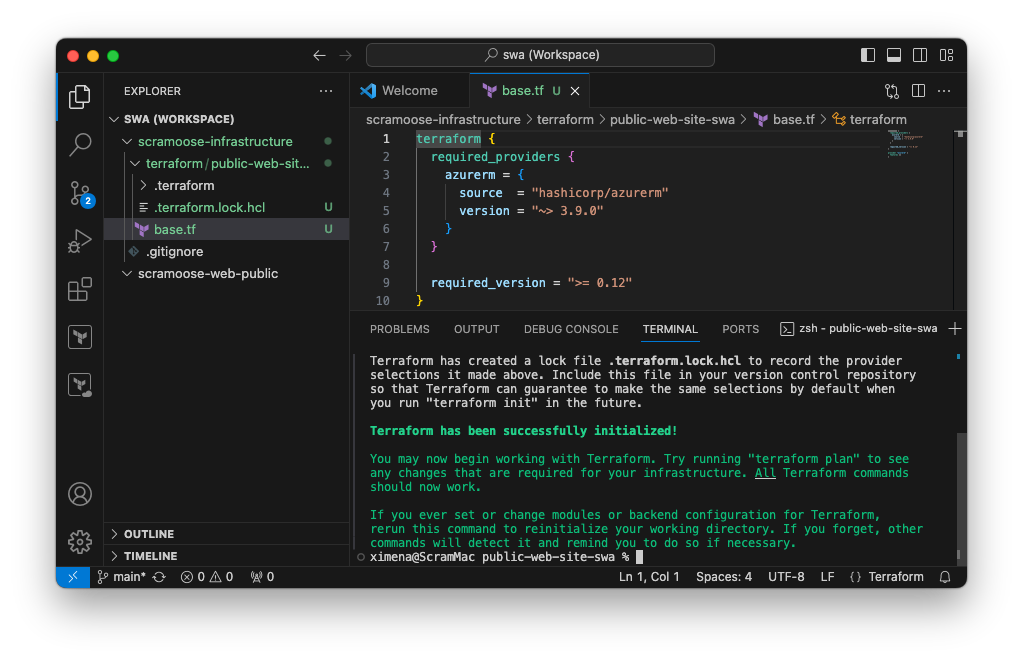 swa (Workspace)
EXPLORER
SWA (WORKSPACE)
scramoose-infrastructure
terraform/public-web-sit...
.terraform
.terraform.lock.hcl U
base.tf U
.gitignore
scramoose-web-public
OUTLINE
TIMELINE
2
Welcome
base.tf U
scramoose-infrastructure > terraform > public-web-site-swa > base.tf > terraform
1 terraform {
2 required_providers {
3 azurerm = {
4 source = "hashicorp/azurerm"
5 version = "~> 3.9.0"
6 }
7 }
8
9 required_version = ">= 0.12"
10 }
PROBLEMS OUTPUT DEBUG CONSOLE TERMINAL PORTS zsh - public-web-site-swa
Terraform has created a lock file .terraform.lock.hcl to record the provider
selections it made above. Include this file in your version control repository
so that Terraform can guarantee to make the same selections by default when
you run "terraform init" in the future.
Terraform has been successfully initialized!
You may now begin working with Terraform. Try running "terraform plan" to see
any changes that are required for your infrastructure. All Terraform commands
should now work.
If you ever set or change modules or backend configuration for Terraform,
rerun this command to reinitialize your working directory. If you forget, other
commands will detect it and remind you to do so if necessary.
ximena@ScramMac public-web-site-swa %
main* 0 0 0 Ln 1, Col 1 Spaces: 4 UTF-8 LF {} Terraform